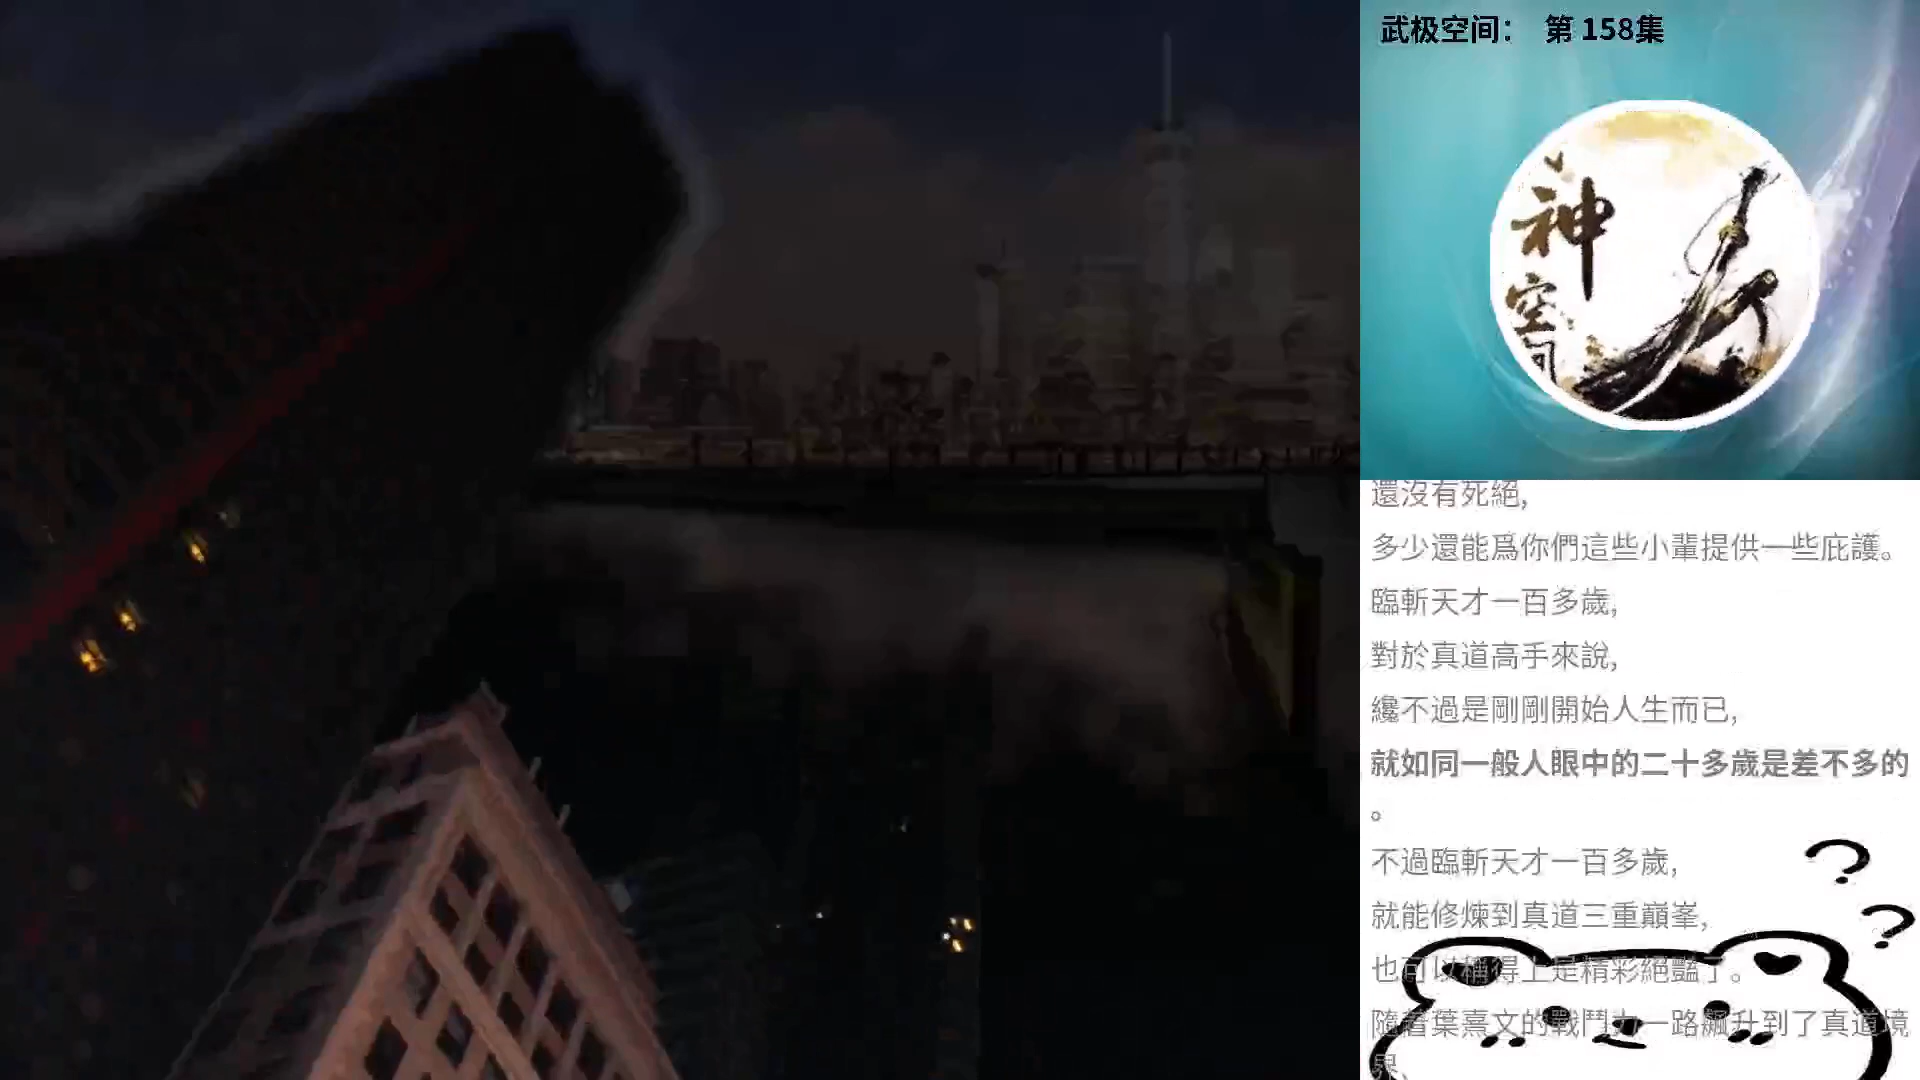 武极空间： 第 158集
神
空
间
還沒有死絕,
多少還能爲你們這些小輩提供一些庇護。
臨斬天才一百多歲,
對於真道高手來說,
纔不過是剛剛開始人生而已,
就如同一般人眼中的二十多歲是差不多的
。
不過臨斬天才一百多歲,
就能修煉到真道三重巔峯,
也可以稱得上是精彩絕豔了。
隨着葉熹文的戰鬥力一路飆升到了真道境
界、